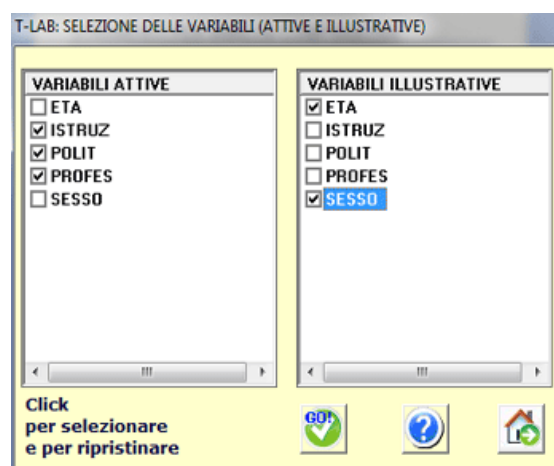 T-LAB: SELEZIONE DELLE VARIABILI (ATTIVE E ILLUSTRATIVE)
VARIABILI ATTIVE
ETA
ISTRUZ
POLIT
PROFES
SESSO
VARIABILI ILLUSTRATIVE
ETA
ISTRUZ
POLIT
PROFES
SESSO
Click
per selezionare
e per ripristinare
GO!
?